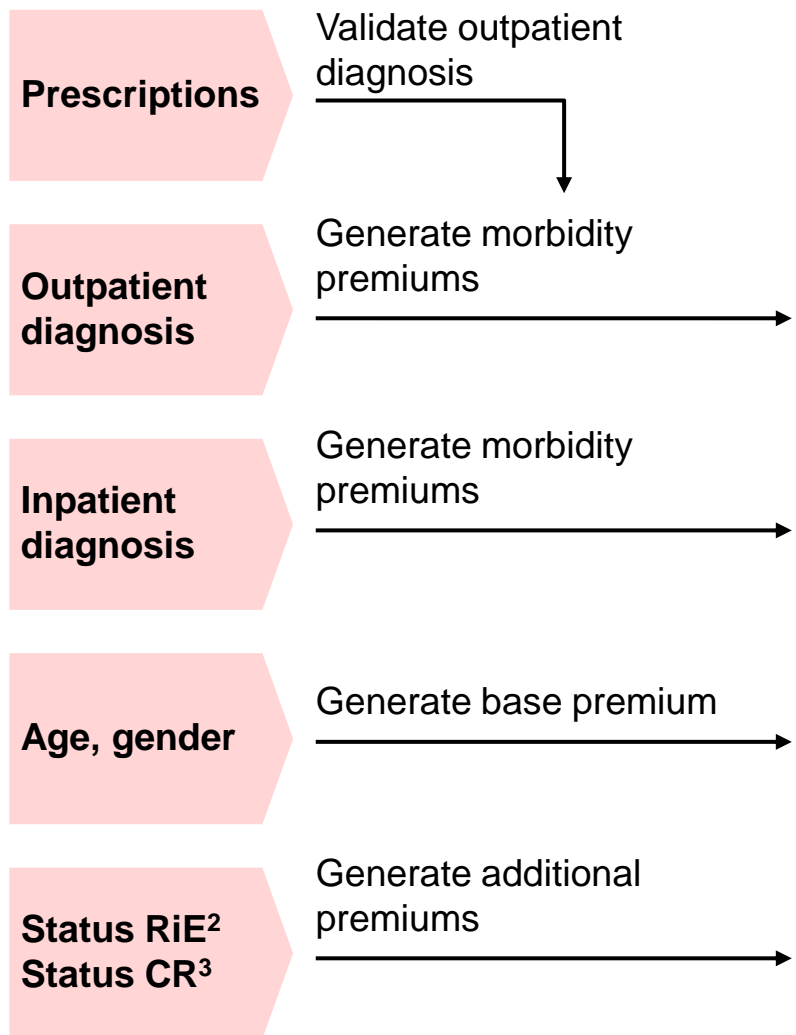 Validate outpatient
diagnosis
Prescriptions
Generate morbidity
premiums
Outpatient
diagnosis
Generate morbidity
premiums
Inpatient
diagnosis
Generate base premium
Age, gender
Generate additional
premiums
Status RiE²
Status CR³